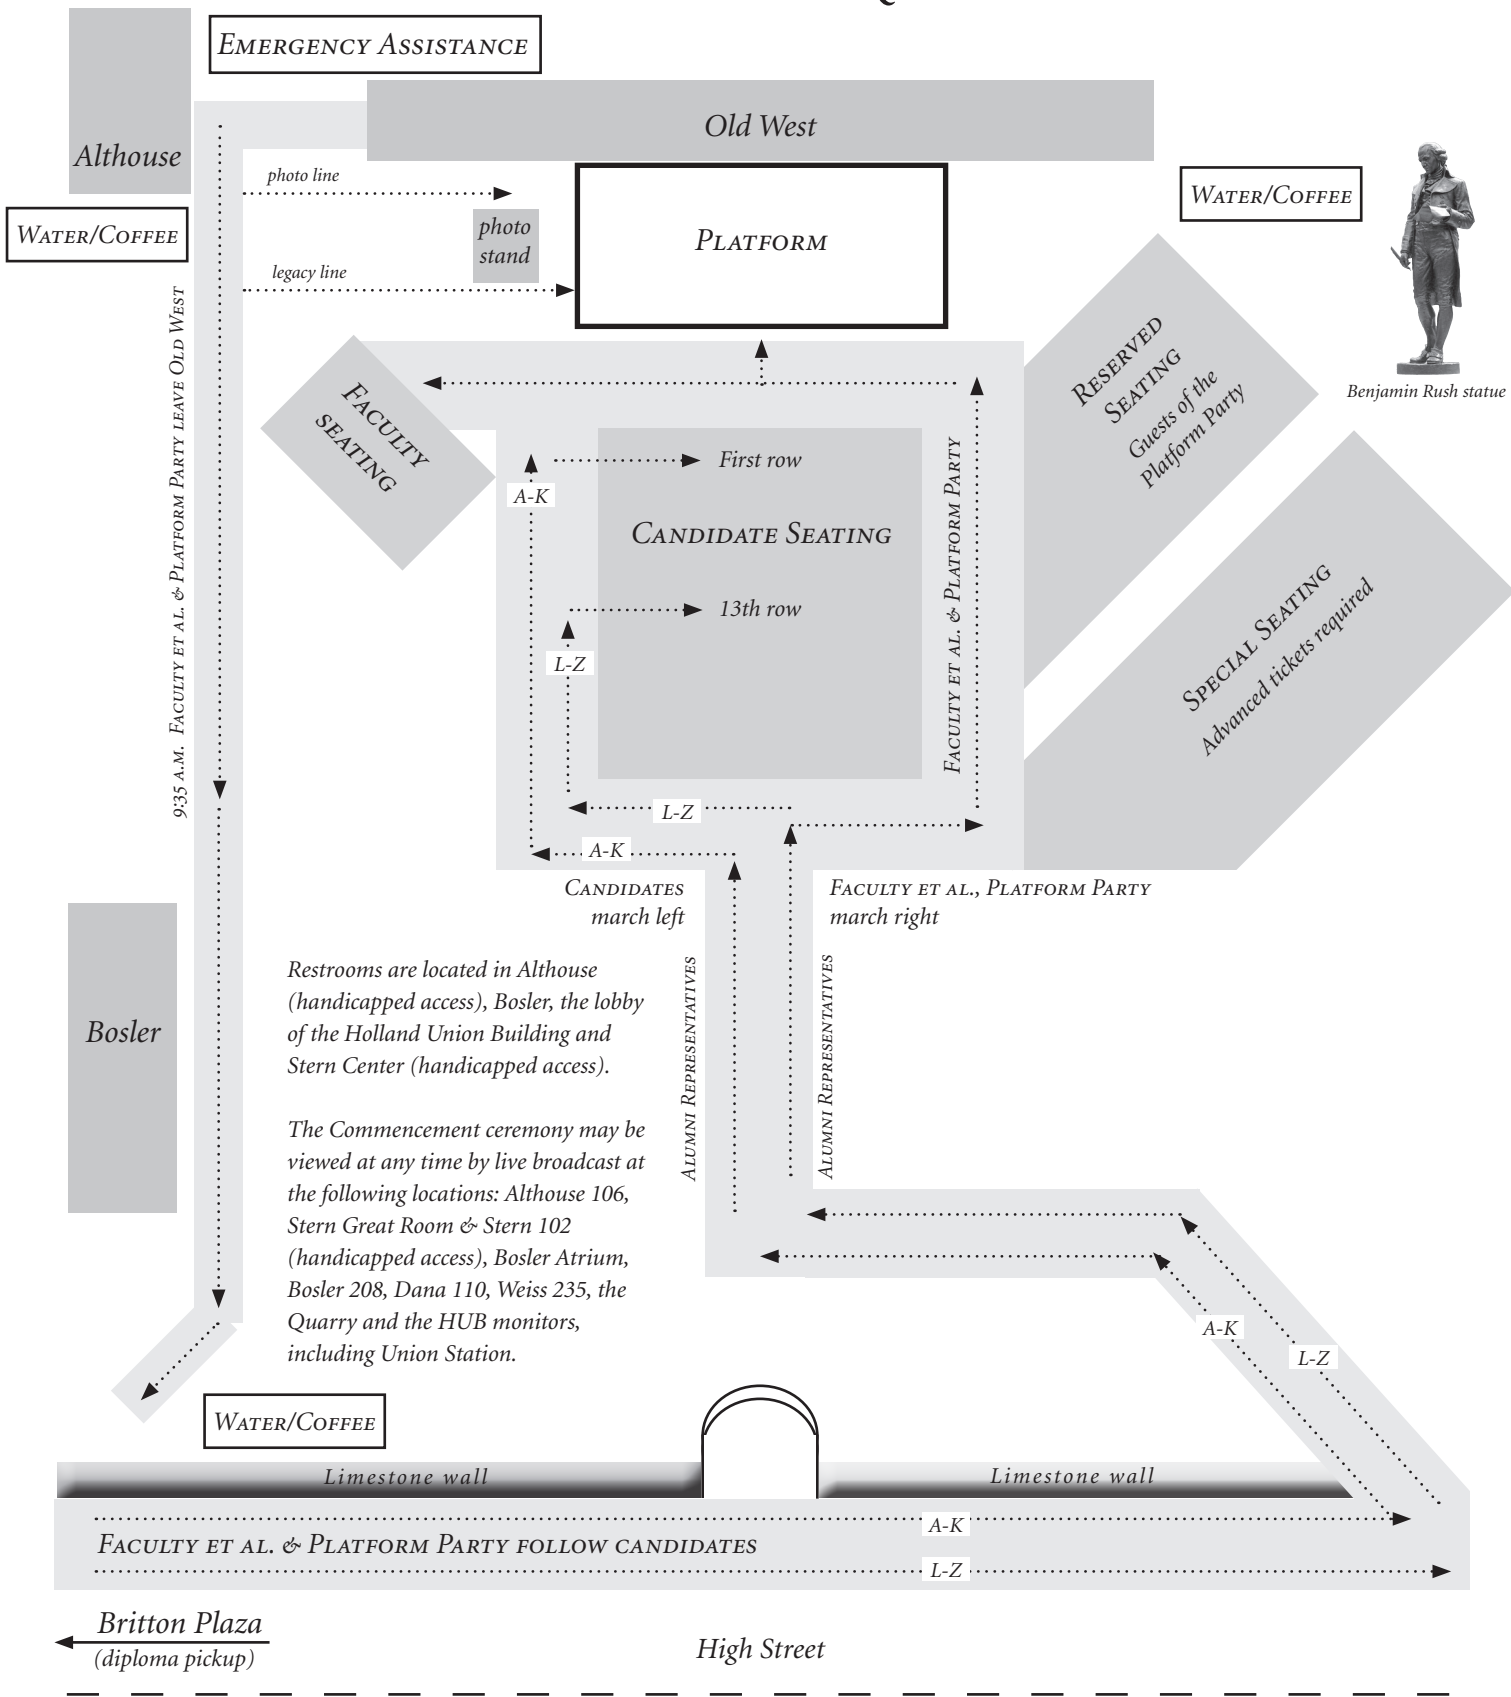 EMERGENCY ASSISTANCE
Old West
Althouse
photo line
WATER/COFFEE
WATER/COFFEE
photo
stand
PLATFORM
legacy line
9:35 A.M. FACULTY ET AL. & PLATFORM PARTY LEAVE OLD WEST
RESERVED
SEATING
Guests of the
Platform Party
Benjamin Rush statue
FACULTY
SEATING
First row
A-K
CANDIDATE SEATING
FACULTY ET AL. & PLATFORM PARTY
13th row
L-Z
SPECIAL SEATING
Advanced tickets required
L-Z
A-K
CANDIDATES
march left
FACULTY ET AL., PLATFORM PARTY
march right
Bosler
Restrooms are located in Althouse
(handicapped access), Bosler, the lobby
of the Holland Union Building and
Stern Center (handicapped access).
The Commencement ceremony may be
viewed at any time by live broadcast at
the following locations: Althouse 106,
Stern Great Room & Stern 102
(handicapped access), Bosler Atrium,
Bosler 208, Dana 110, Weiss 235, the
Quarry and the HUB monitors,
including Union Station.
ALUMNI REPRESENTATIVES
ALUMNI REPRESENTATIVES
A-K
L-Z
WATER/COFFEE
Limestone wall
Limestone wall
A-K
FACULTY ET AL. & PLATFORM PARTY FOLLOW CANDIDATES
L-Z
Britton Plaza
(diploma pickup)
High Street